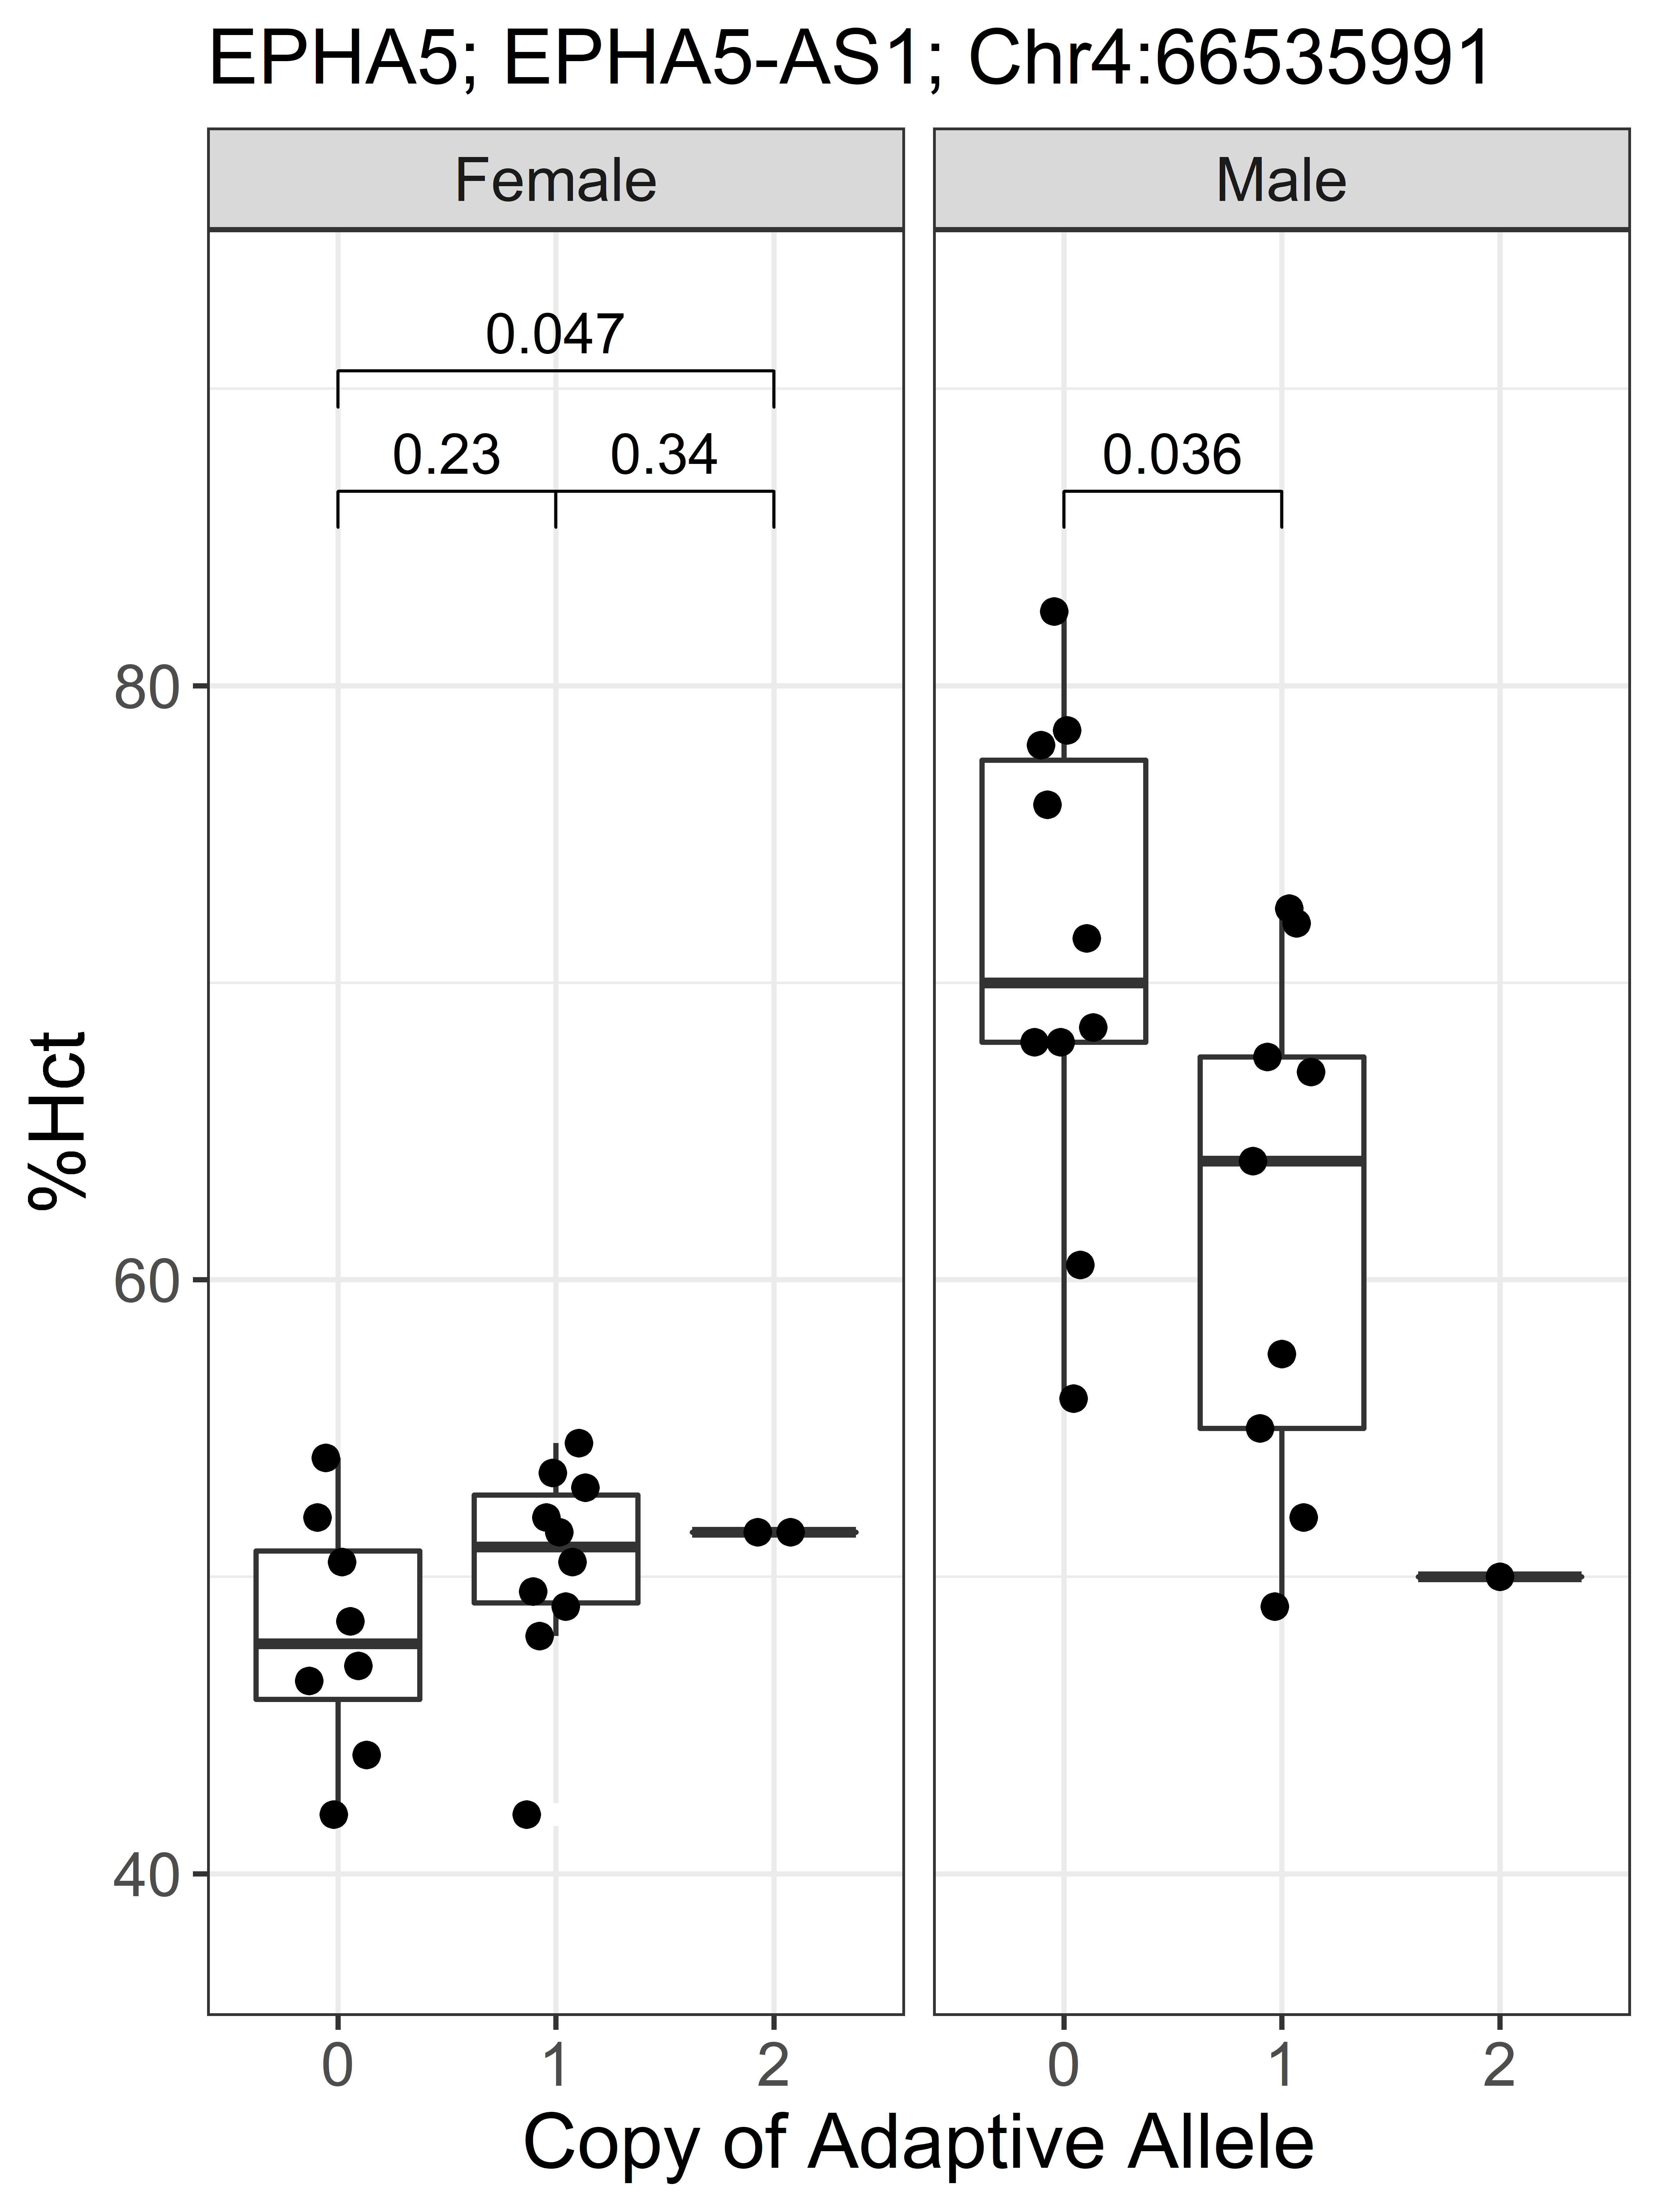 EPHA5; EPHA5-AS1; Chr4:66535991
Female
Male
0.047
0.23
0.34
0.036
80
60
40
%Hct
0
1
2
0
1
2
Copy of Adaptive Allele